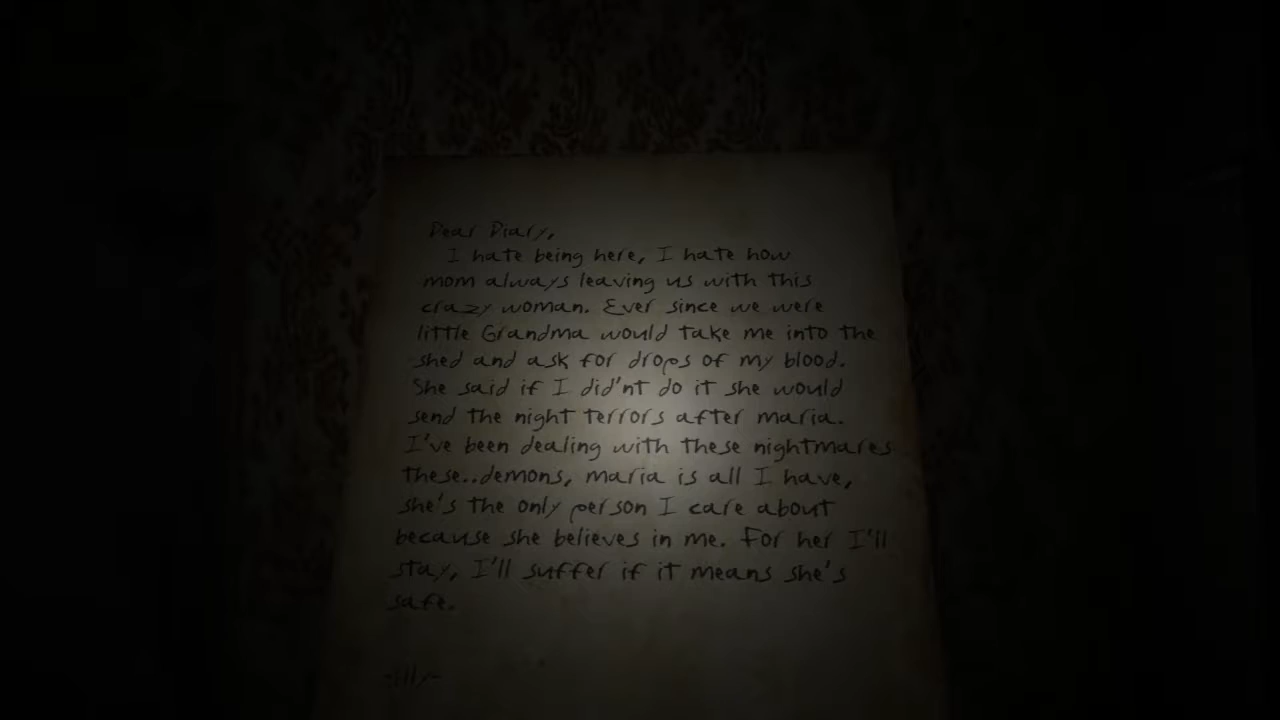 Dear Diary,
I hate being here, I hate how
mom always leaving us with this
crazy woman. Ever since we were
little Grandma would take me into the
shed and ask for drops of my blood.
She said if I did'nt do it she would
send the night terrors after maria.
I've been dealing with these nightmares
these..demons, maria is all I have,
she's the only person I care about
because she believes in me. For her I'll
stay, I'll suffer if it means she's
safe.